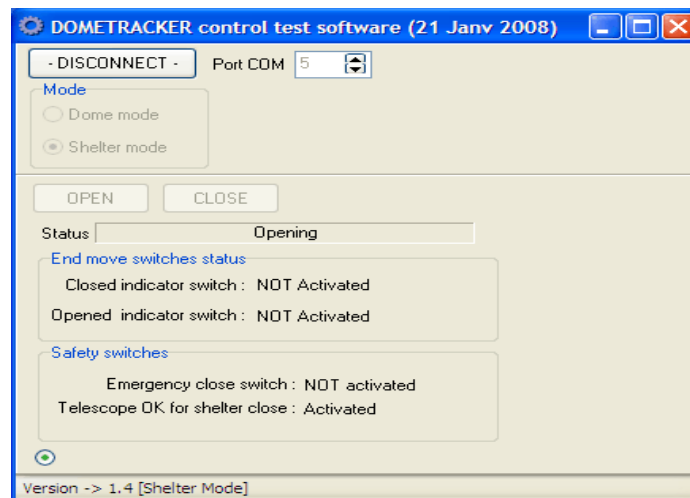 DOMETRACKER control test software (21 Janv 2008)
- DISCONNECT - Port COM 5
Mode
Dome mode
Shelter mode
OPEN CLOSE
Status Opening
End move switches status
Closed indicator switch : NOT Activated
Opened indicator switch : NOT Activated
Safety switches
Emergency close switch : NOT activated
Telescope OK for shelter close : Activated
Version -> 1.4 [Shelter Mode]